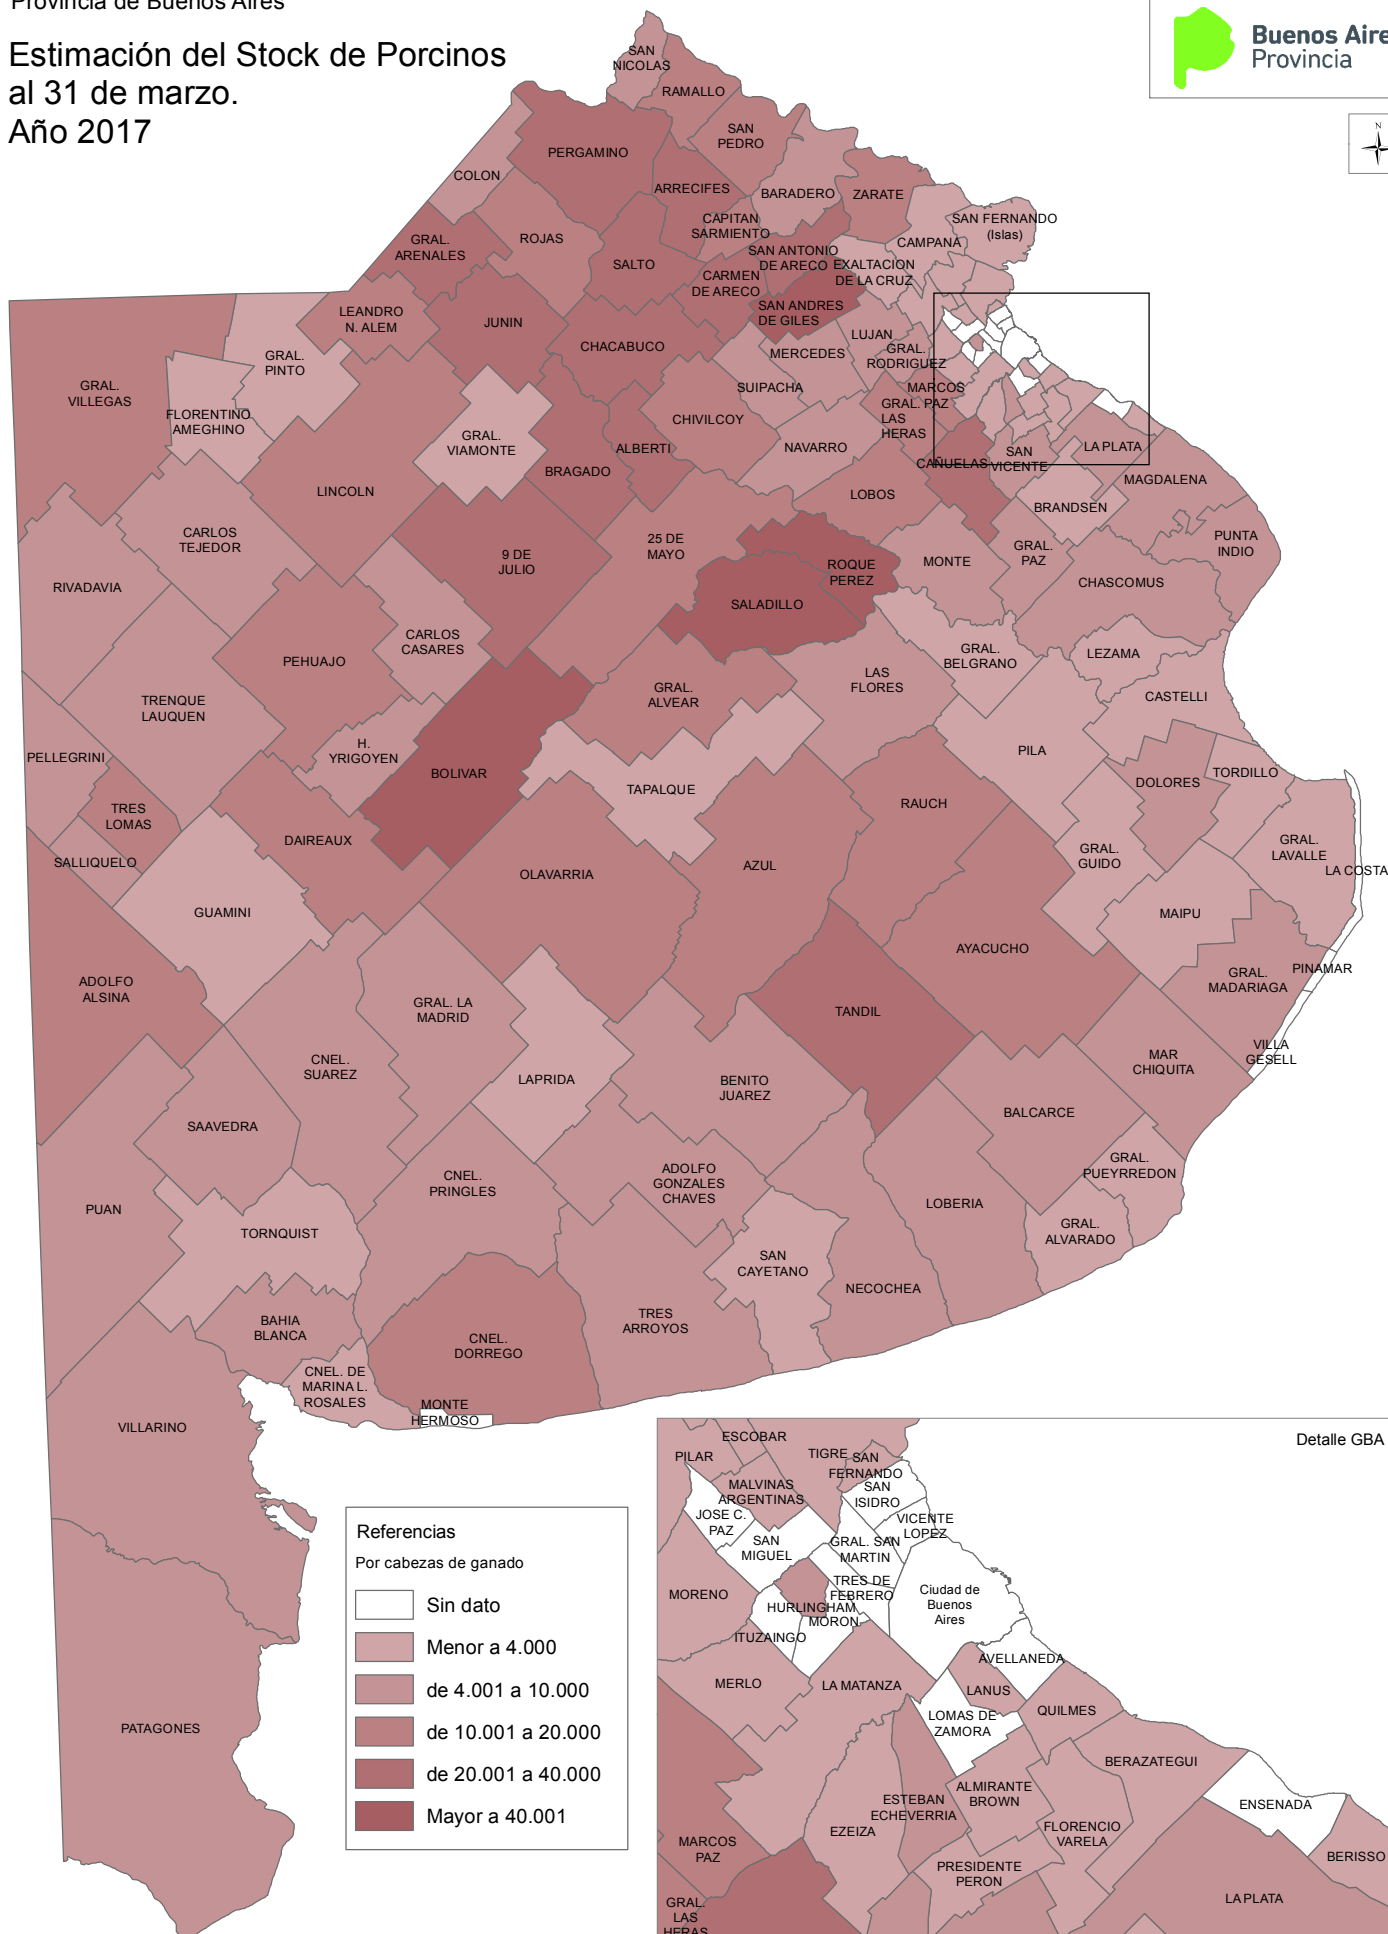 Provincia de Buenos Aires
Estimación del Stock de Porcinos
al 31 de marzo.
Año 2017
Buenos Aire
Provincia
N
SAN
NICOLAS
RAMALLO
SAN
PEDRO
PERGAMINO
COLON
ARRECIFES
BARADERO
ZARATE
CAPITAN
SARMIENTO
SAN FERNANDO
(Islas)
CAMPANA
GRAL.
ARENALES
ROJAS
SALTO
SAN ANTONIO
DE ARECO
EXALTACION
DE LA CRUZ
CARMEN
DE ARECO
SAN ANDRES
DE GILES
LEANDRO
N. ALEM
JUNIN
CHACABUCO
LUJAN
MERCEDES
GRAL.
RODRIGUEZ
GRAL.
PINTO
SUIPACHA
MARCOS
PAZ
GRAL.
LAS
HERAS
GRAL.
VILLEGAS
FLORENTINO
AMEGHINO
CHIVILCOY
GRAL.
VIAMONTE
ALBERTI
NAVARRO
BRAGADO
CAÑUELAS
SAN
VICENTE
LA PLATA
MAGDALENA
LINCOLN
LOBOS
BRANDSEN
CARLOS
TEJEDOR
9 DE
JULIO
25 DE
MAYO
ROQUE
PEREZ
MONTE
GRAL.
PAZ
PUNTA
INDIO
CHASCOMUS
RIVADAVIA
SALADILLO
CARLOS
CASARES
PEHUAJO
GRAL.
BELGRANO
LEZAMA
TRENQUE
LAUQUEN
GRAL.
ALVEAR
LAS
FLORES
CASTELLI
H.
YRIGOYEN
PELLEGRINI
BOLIVAR
PILA
TAPALQUE
DOLORES
TORDILLO
TRES
LOMAS
RAUCH
SALLIQUELO
DAIREAUX
OLAVARRIA
AZUL
GRAL.
GUIDO
GRAL.
LAVALLE
LA COSTA
GUAMINI
MAIPU
AYACUCHO
ADOLFO
ALSINA
GRAL.
MADARIAGA
PINAMAR
GRAL. LA
MADRID
TANDIL
VILLA
GESELL
CNEL.
SUAREZ
LAPRIDA
BENITO
JUAREZ
MAR
CHIQUITA
BALCARCE
SAAVEDRA
CNEL.
PRINGLES
ADOLFO
GONZALES
CHAVES
GRAL.
PUEYRREDON
PUAN
LOBERIA
TORNQUIST
GRAL.
ALVARADO
SAN
CAYETANO
NECOCHEA
BAHIA
BLANCA
TRES
ARROYOS
CNEL.
DORREGO
CNEL. DE
MARINA L.
ROSALES
MONTE
HERMOSO
VILLARINO
PATAGONES
Referencias
Por cabezas de ganado
Sin dato
Menor a 4.000
de 4.001 a 10.000
de 10.001 a 20.000
de 20.001 a 40.000
Mayor a 40.001
Detalle GBA
ESCOBAR
PILAR
TIGRE
SAN
FERNANDO
MALVINAS
ARGENTINAS
SAN
ISIDRO
JOSE C.
PAZ
VICENTE
LOPEZ
SAN
MIGUEL
GRAL. SAN
MARTIN
MORENO
TRES DE
FEBRERO
HURLINGHAM
MORON
Ciudad de
Buenos
Aires
ITUZAINGO
AVELLANEDA
MERLO
LA MATANZA
LANUS
LOMAS DE
ZAMORA
QUILMES
BERAZATEGUI
ALMIRANTE
BROWN
ESTEBAN
ECHEVERRIA
ENSENADA
EZEIZA
FLORENCIO
VARELA
MARCOS
PAZ
BERISSO
PRESIDENTE
PERON
LA PLATA
GRAL.
LAS
HERAS